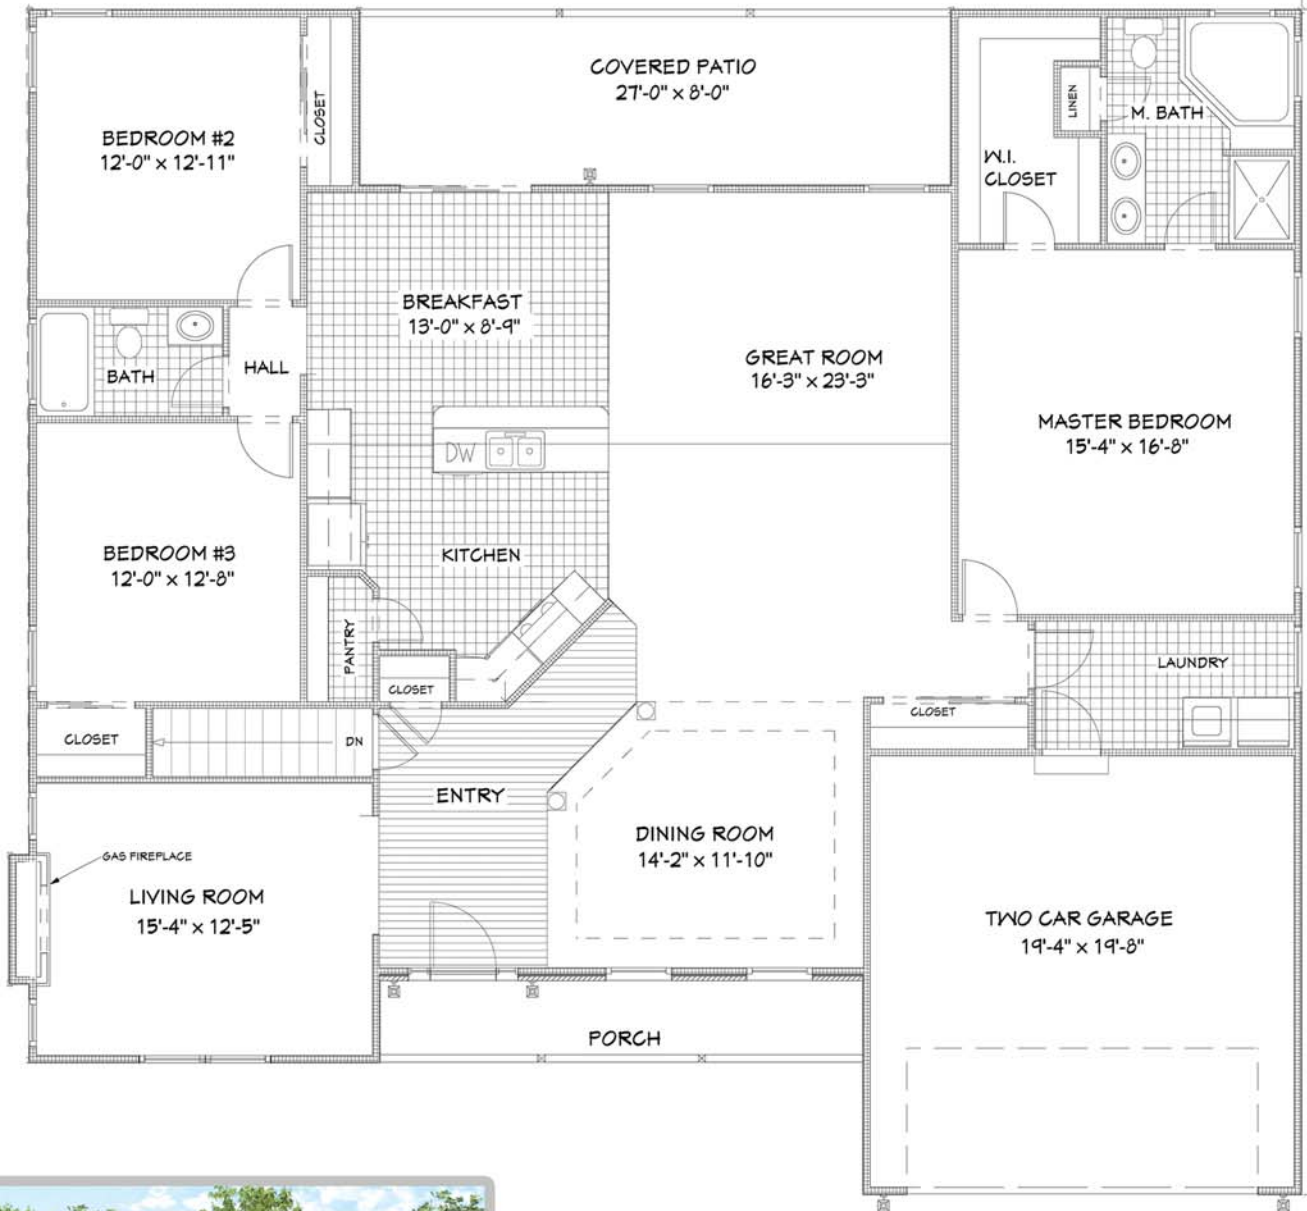 COVERED PATIO
27'-0" x 8'-0"
BEDROOM #2
12'-0" x 12'-11"
CLOSET
LINEN
M. BATH
W.I.
CLOSET
BREAKFAST
13'-0" x 8'-9"
BATH
HALL
GREAT ROOM
16'-3" x 23'-3"
MASTER BEDROOM
15'-4" x 16'-8"
DW
BEDROOM #3
12'-0" x 12'-8"
KITCHEN
PANTRY
CLOSET
LAUNDRY
CLOSET
CLOSET
DN
ENTRY
DINING ROOM
14'-2" x 11'-10"
GAS FIREPLACE
LIVING ROOM
15'-4" x 12'-5"
TWO CAR GARAGE
19'-4" x 19'-8"
PORCH